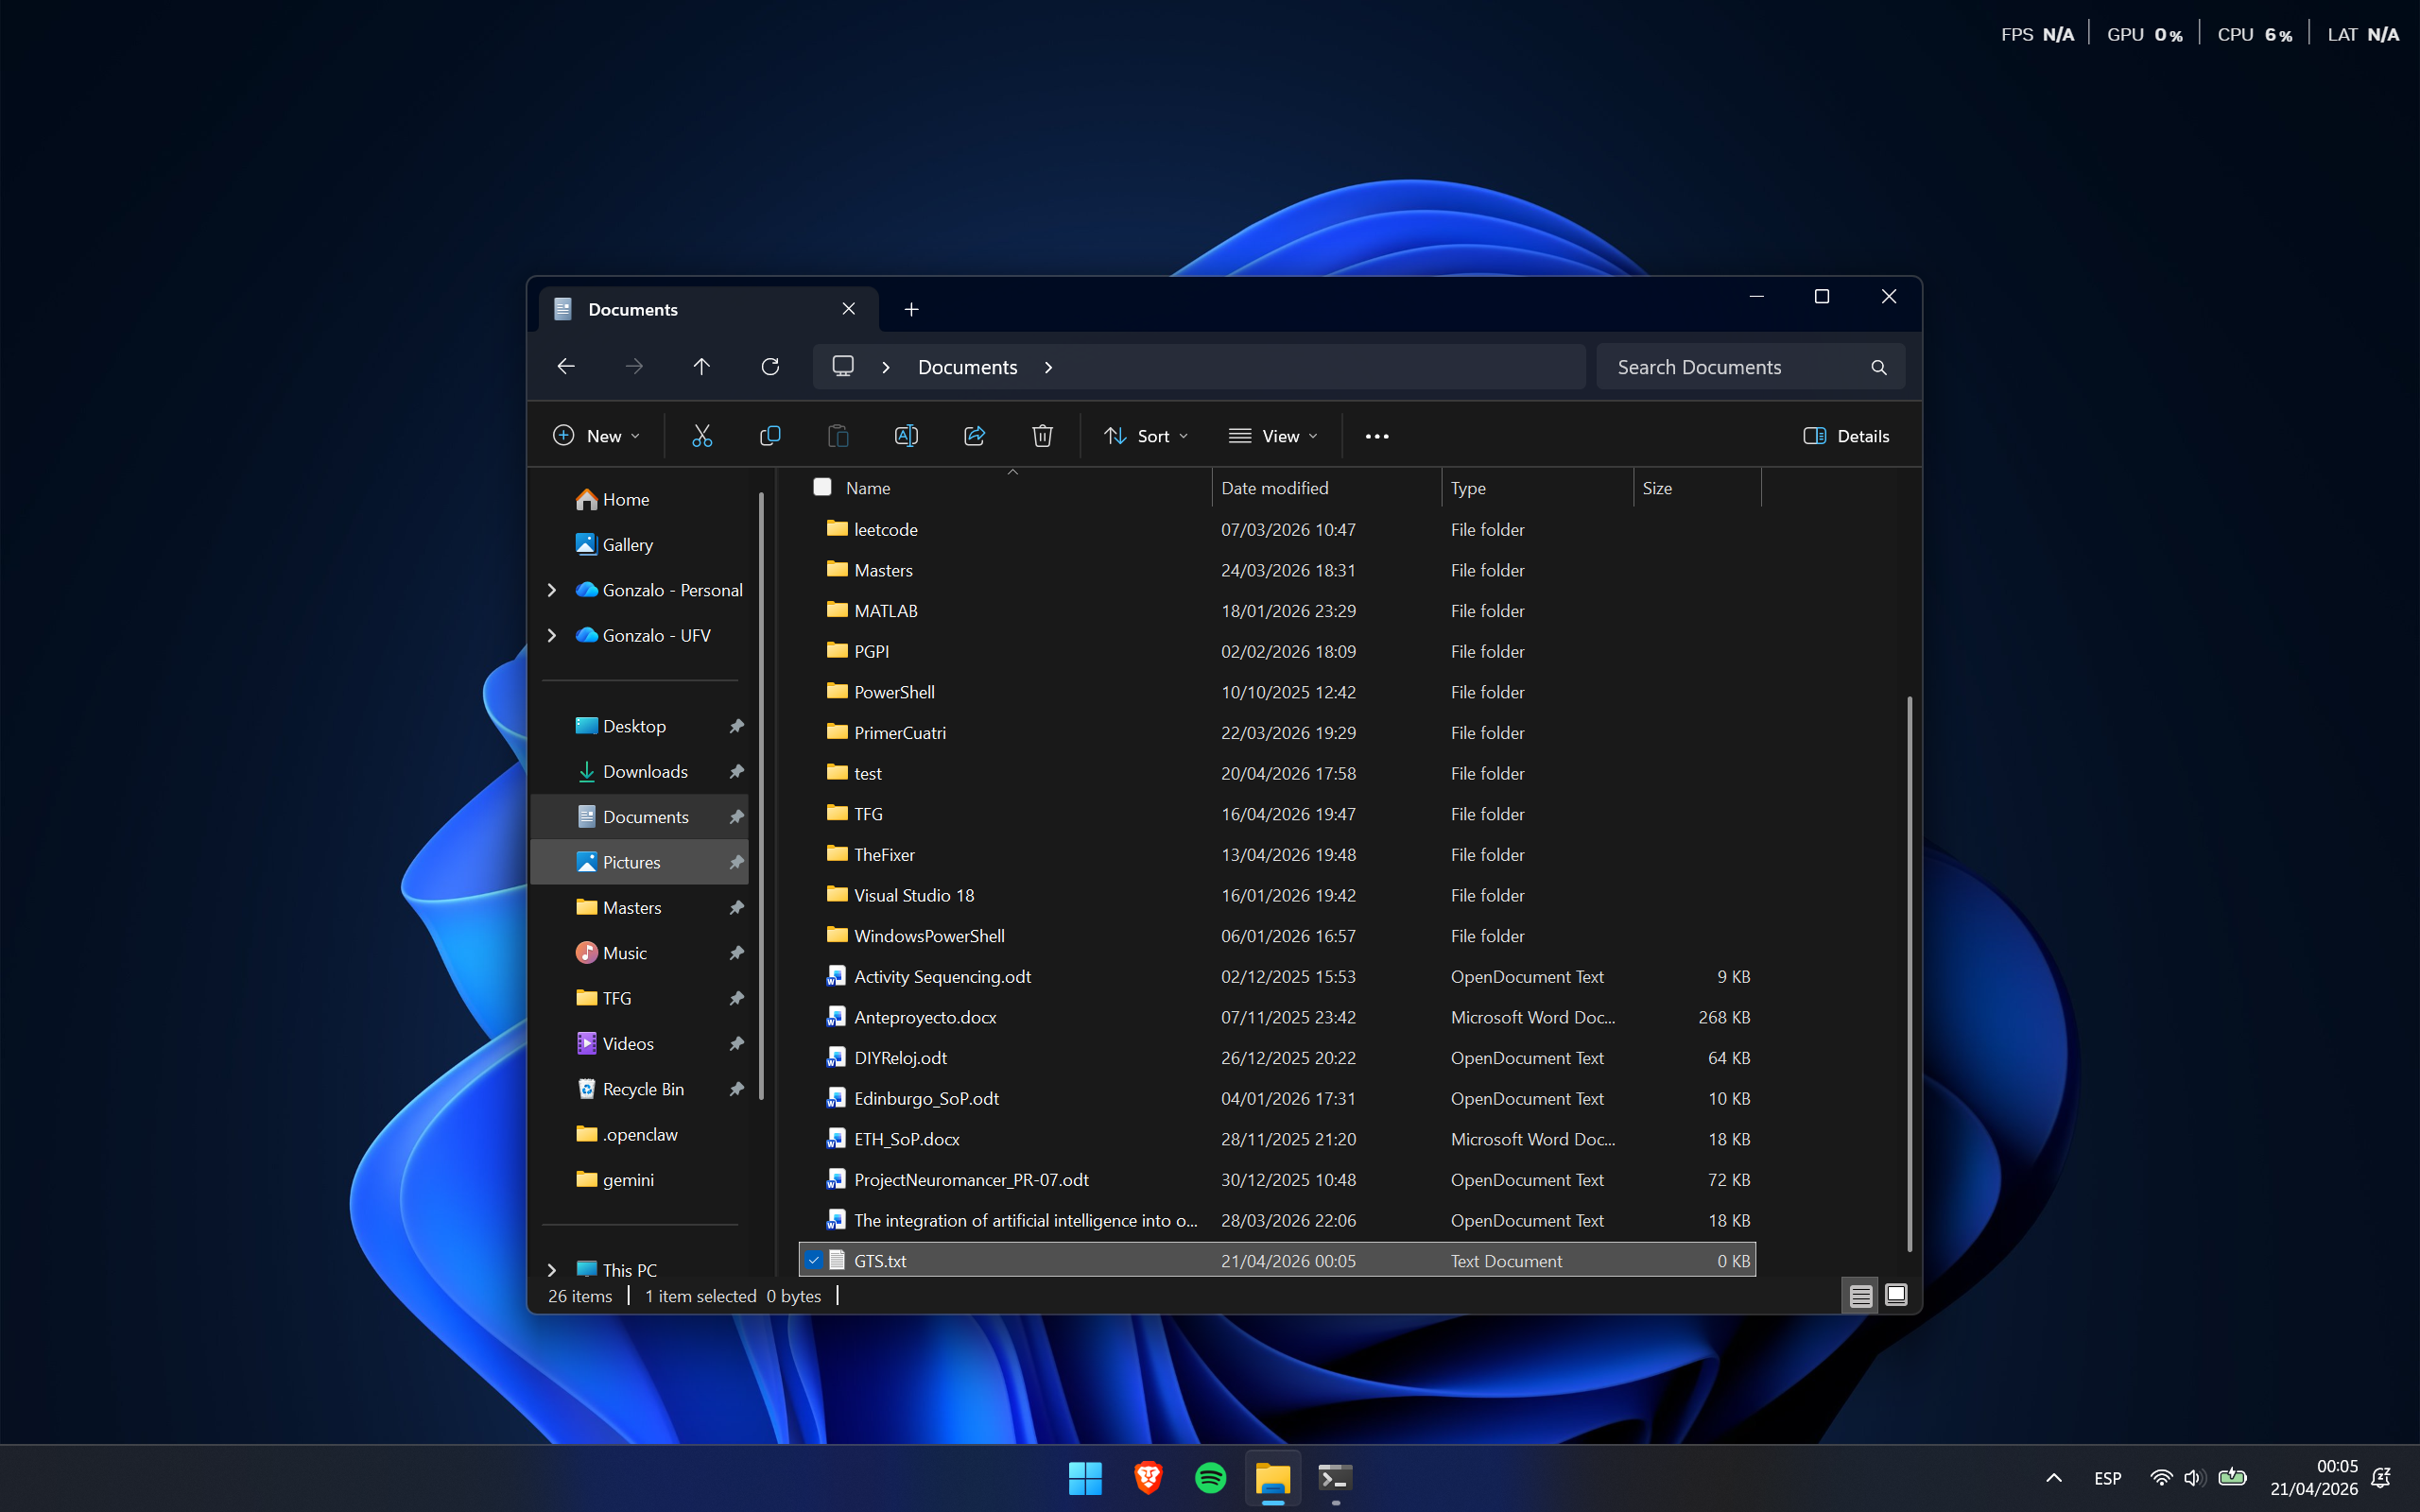 FPS N/A GPU 0% CPU 6% LAT N/A
Documents
Documents
Search Documents
New
Sort
View
Details
Name Date modified Type Size
Home
Gallery
Gonzalo - Personal
Gonzalo - UFV
Desktop
Downloads
Documents
Pictures
Masters
Music
TFG
Videos
Recycle Bin
.openclaw
gemini
This PC
leetcode 07/03/2026 10:47 File folder
Masters 24/03/2026 18:31 File folder
MATLAB 18/01/2026 23:29 File folder
PGPI 02/02/2026 18:09 File folder
PowerShell 10/10/2025 12:42 File folder
PrimerCuatri 22/03/2026 19:29 File folder
test 20/04/2026 17:58 File folder
TFG 16/04/2026 19:47 File folder
TheFixer 13/04/2026 19:48 File folder
Visual Studio 18 16/01/2026 19:42 File folder
WindowsPowerShell 06/01/2026 16:57 File folder
Activity Sequencing.odt 02/12/2025 15:53 OpenDocument Text 9 KB
Anteproyecto.docx 07/11/2025 23:42 Microsoft Word Doc... 268 KB
DIYReloj.odt 26/12/2025 20:22 OpenDocument Text 64 KB
Edinburgo_SoP.odt 04/01/2026 17:31 OpenDocument Text 10 KB
ETH_SoP.docx 28/11/2025 21:20 Microsoft Word Doc... 18 KB
ProjectNeuromancer_PR-07.odt 30/12/2025 10:48 OpenDocument Text 72 KB
The integration of artificial intelligence into o... 28/03/2026 22:06 OpenDocument Text 18 KB
GTS.txt 21/04/2026 00:05 Text Document 0 KB
26 items 1 item selected 0 bytes
ESP
00:05
21/04/2026